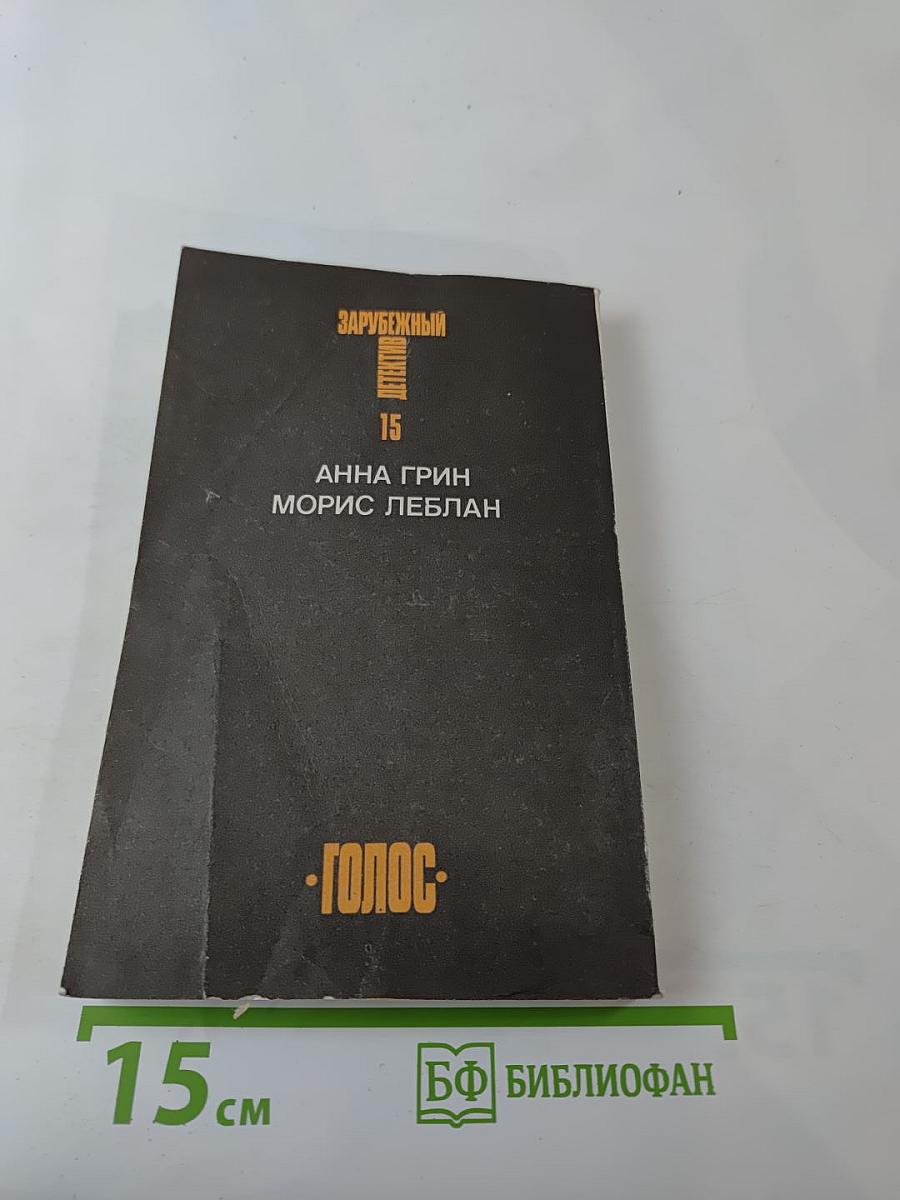 ЗАРУБЕЖНЫЙ
ДЕТЕКТИВ
15
АННА ГРИН
МОРИС ЛЕБЛАН
•ГОЛОС•
15 см
БФ БИБЛИОФАН